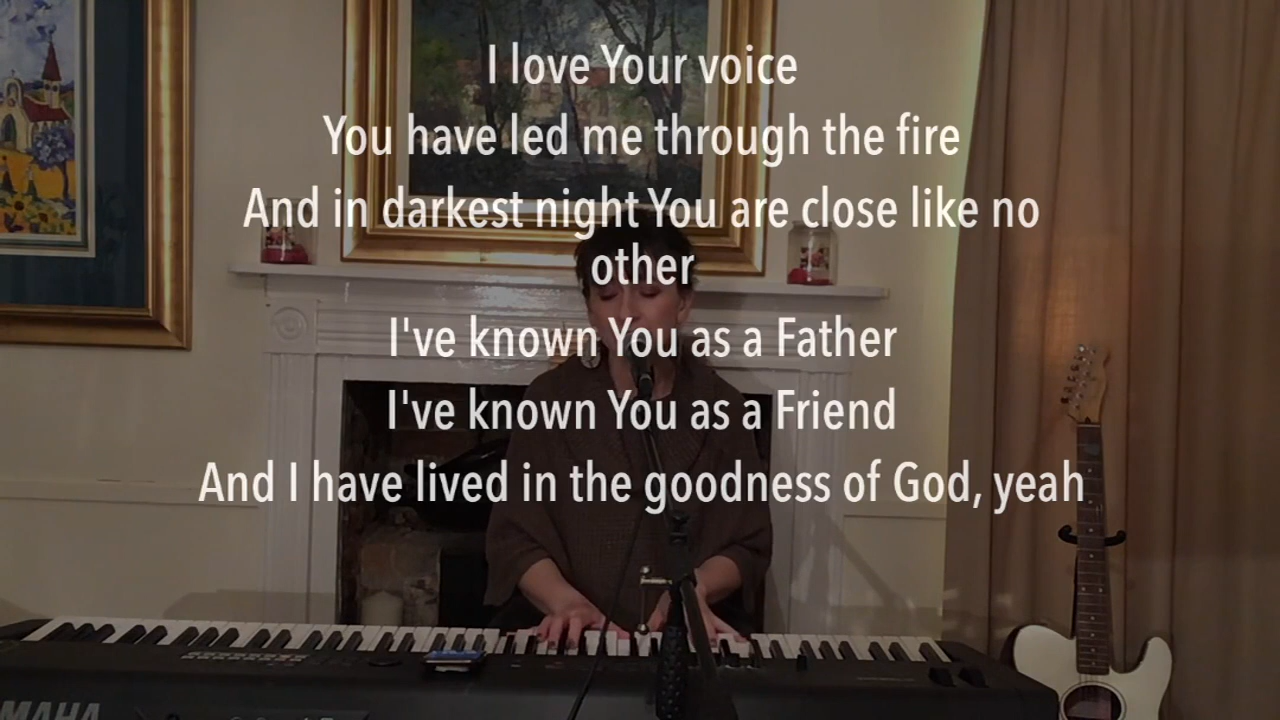 I love Your voice
You have led me through the fire
And in darkest night You are close like no
other
I've known You as a Father
I've known You as a Friend
And I have lived in the goodness of God, yeah
MAHA